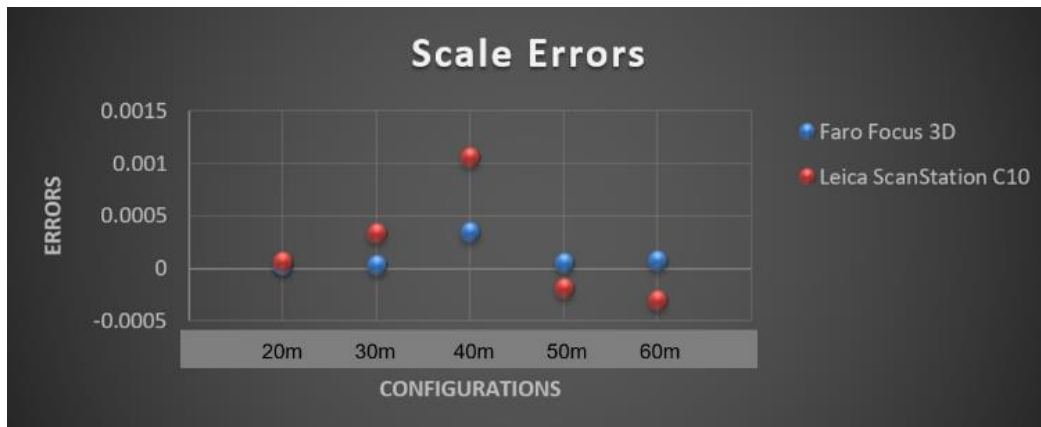 Scale Errors
0.0015
0.001
0.0005
0
-0.0005
ERRORS
20m 30m 40m 50m 60m
CONFIGURATIONS
Faro Focus 3D
Leica ScanStation C10